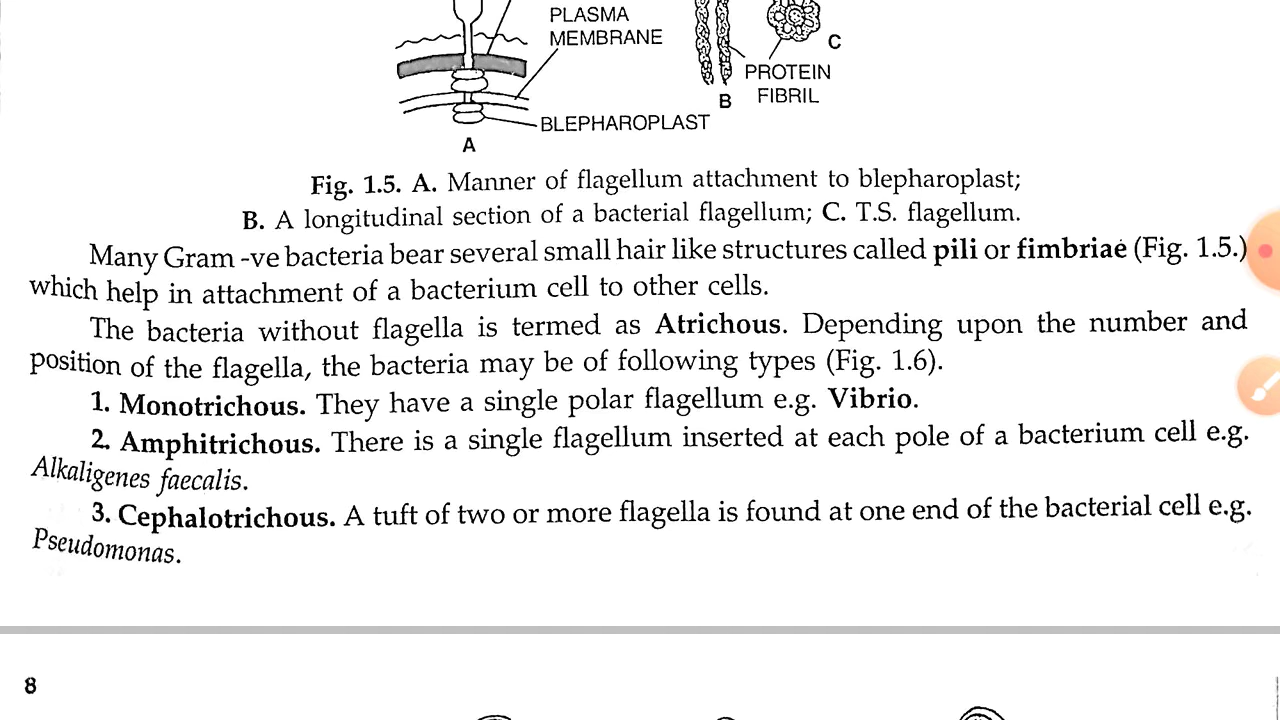 PLASMA
MEMBRANE
C
PROTEIN
FIBRIL
B
BLEPHAROPLAST
A
Fig. 1.5. A. Manner of flagellum attachment to blepharoplast;
B. A longitudinal section of a bacterial flagellum; C. T.S. flagellum.
Many Gram -ve bacteria bear several small hair like structures called pili or fimbriae (Fig. 1.5.)
which help in attachment of a bacterium cell to other cells.
The bacteria without flagella is termed as Atrichous. Depending upon the number and
position of the flagella, the bacteria may be of following types (Fig. 1.6).
1. Monotrichous. They have a single polar flagellum e.g. Vibrio.
2. Amphitrichous. There is a single flagellum inserted at each pole of a bacterium cell e.g.
Alkaligenes faecalis.
3. Cephalotrichous. A tuft of two or more flagella is found at one end of the bacterial cell e.g.
Pseudomonas.
8